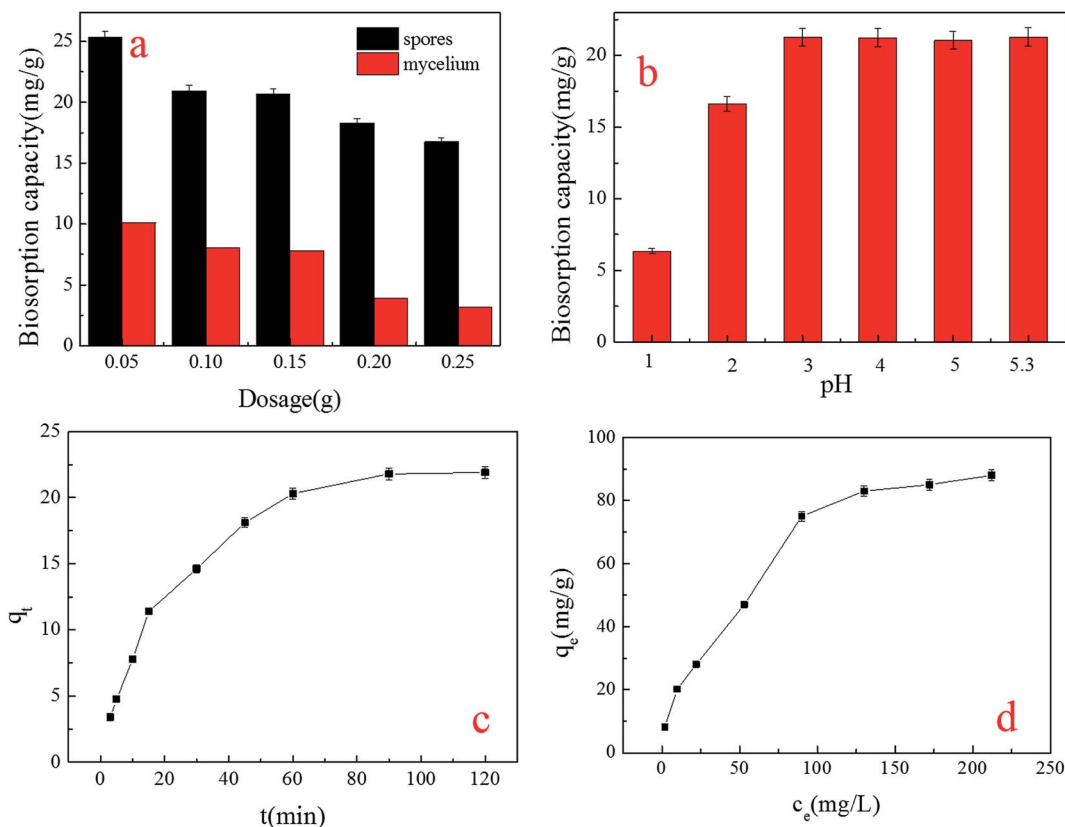 a
spores
mycelium
Biosorption capacity(mg/g)
25
20
15
10
5
0
0.05 0.10 0.15 0.20 0.25
Dosage(g)
b
Biosorption capacity(mg/g)
20
15
10
5
0
1 2 3 4 5 5.3
pH
c
q_t
25
20
15
10
5
0
0 20 40 60 80 100 120
t(min)
d
q_e(mg/g)
100
80
60
40
20
0
0 50 100 150 200 250
c_e(mg/L)